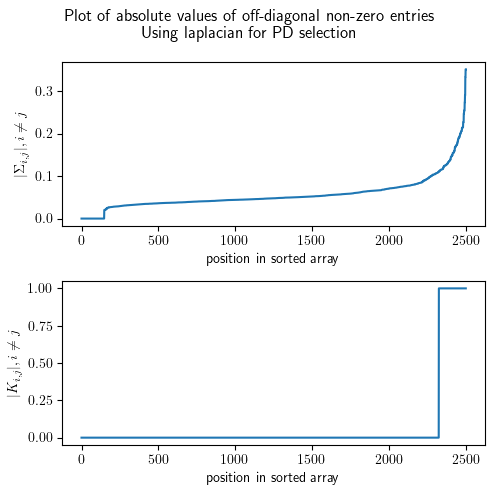 Plot of absolute values of off-diagonal non-zero entries
Using laplacian for PD selection
|Σ_{i,j}|, i ≠ j
0.3
0.2
0.1
0.0
0 500 1000 1500 2000 2500
position in sorted array
|K_{i,j}|, i ≠ j
1.00
0.75
0.50
0.25
0.00
0 500 1000 1500 2000 2500
position in sorted array